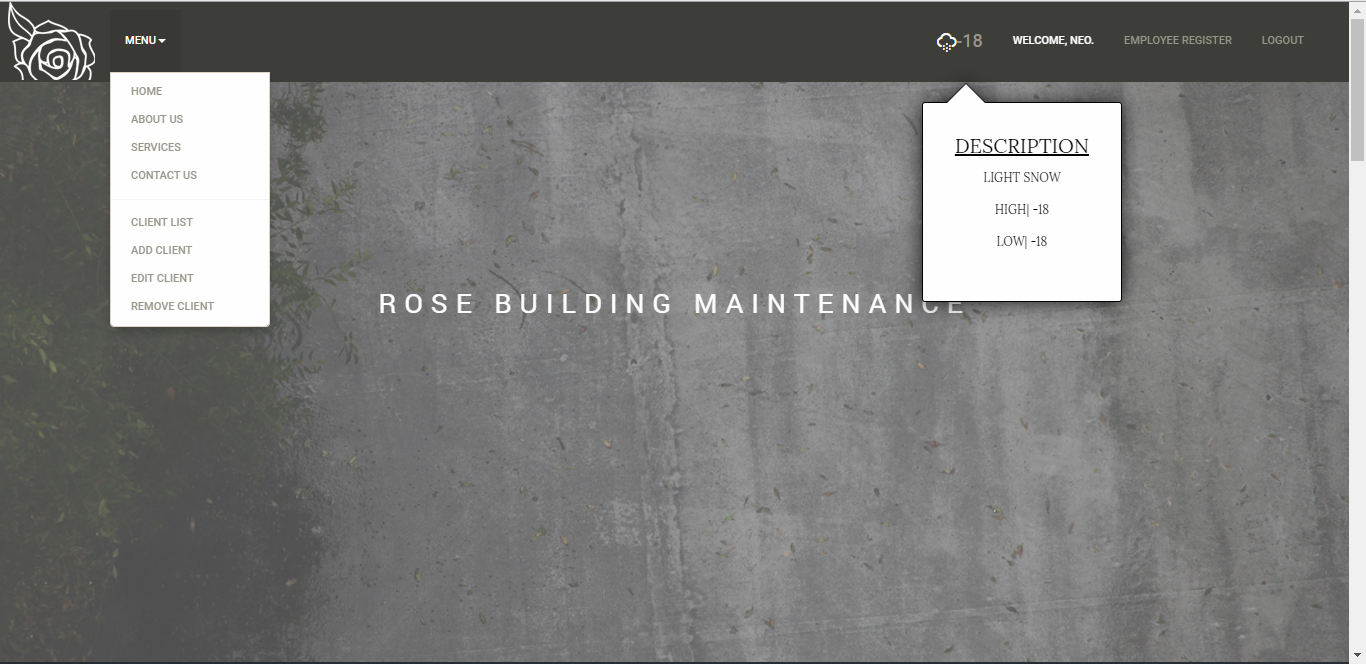 MENU
-18
WELCOME, NEO.
EMPLOYEE REGISTER
LOGOUT
HOME
ABOUT US
SERVICES
CONTACT US
CLIENT LIST
ADD CLIENT
EDIT CLIENT
REMOVE CLIENT
DESCRIPTION
LIGHT SNOW
HIGH| -18
LOW| -18
ROSE BUILDING MAINTENANCE